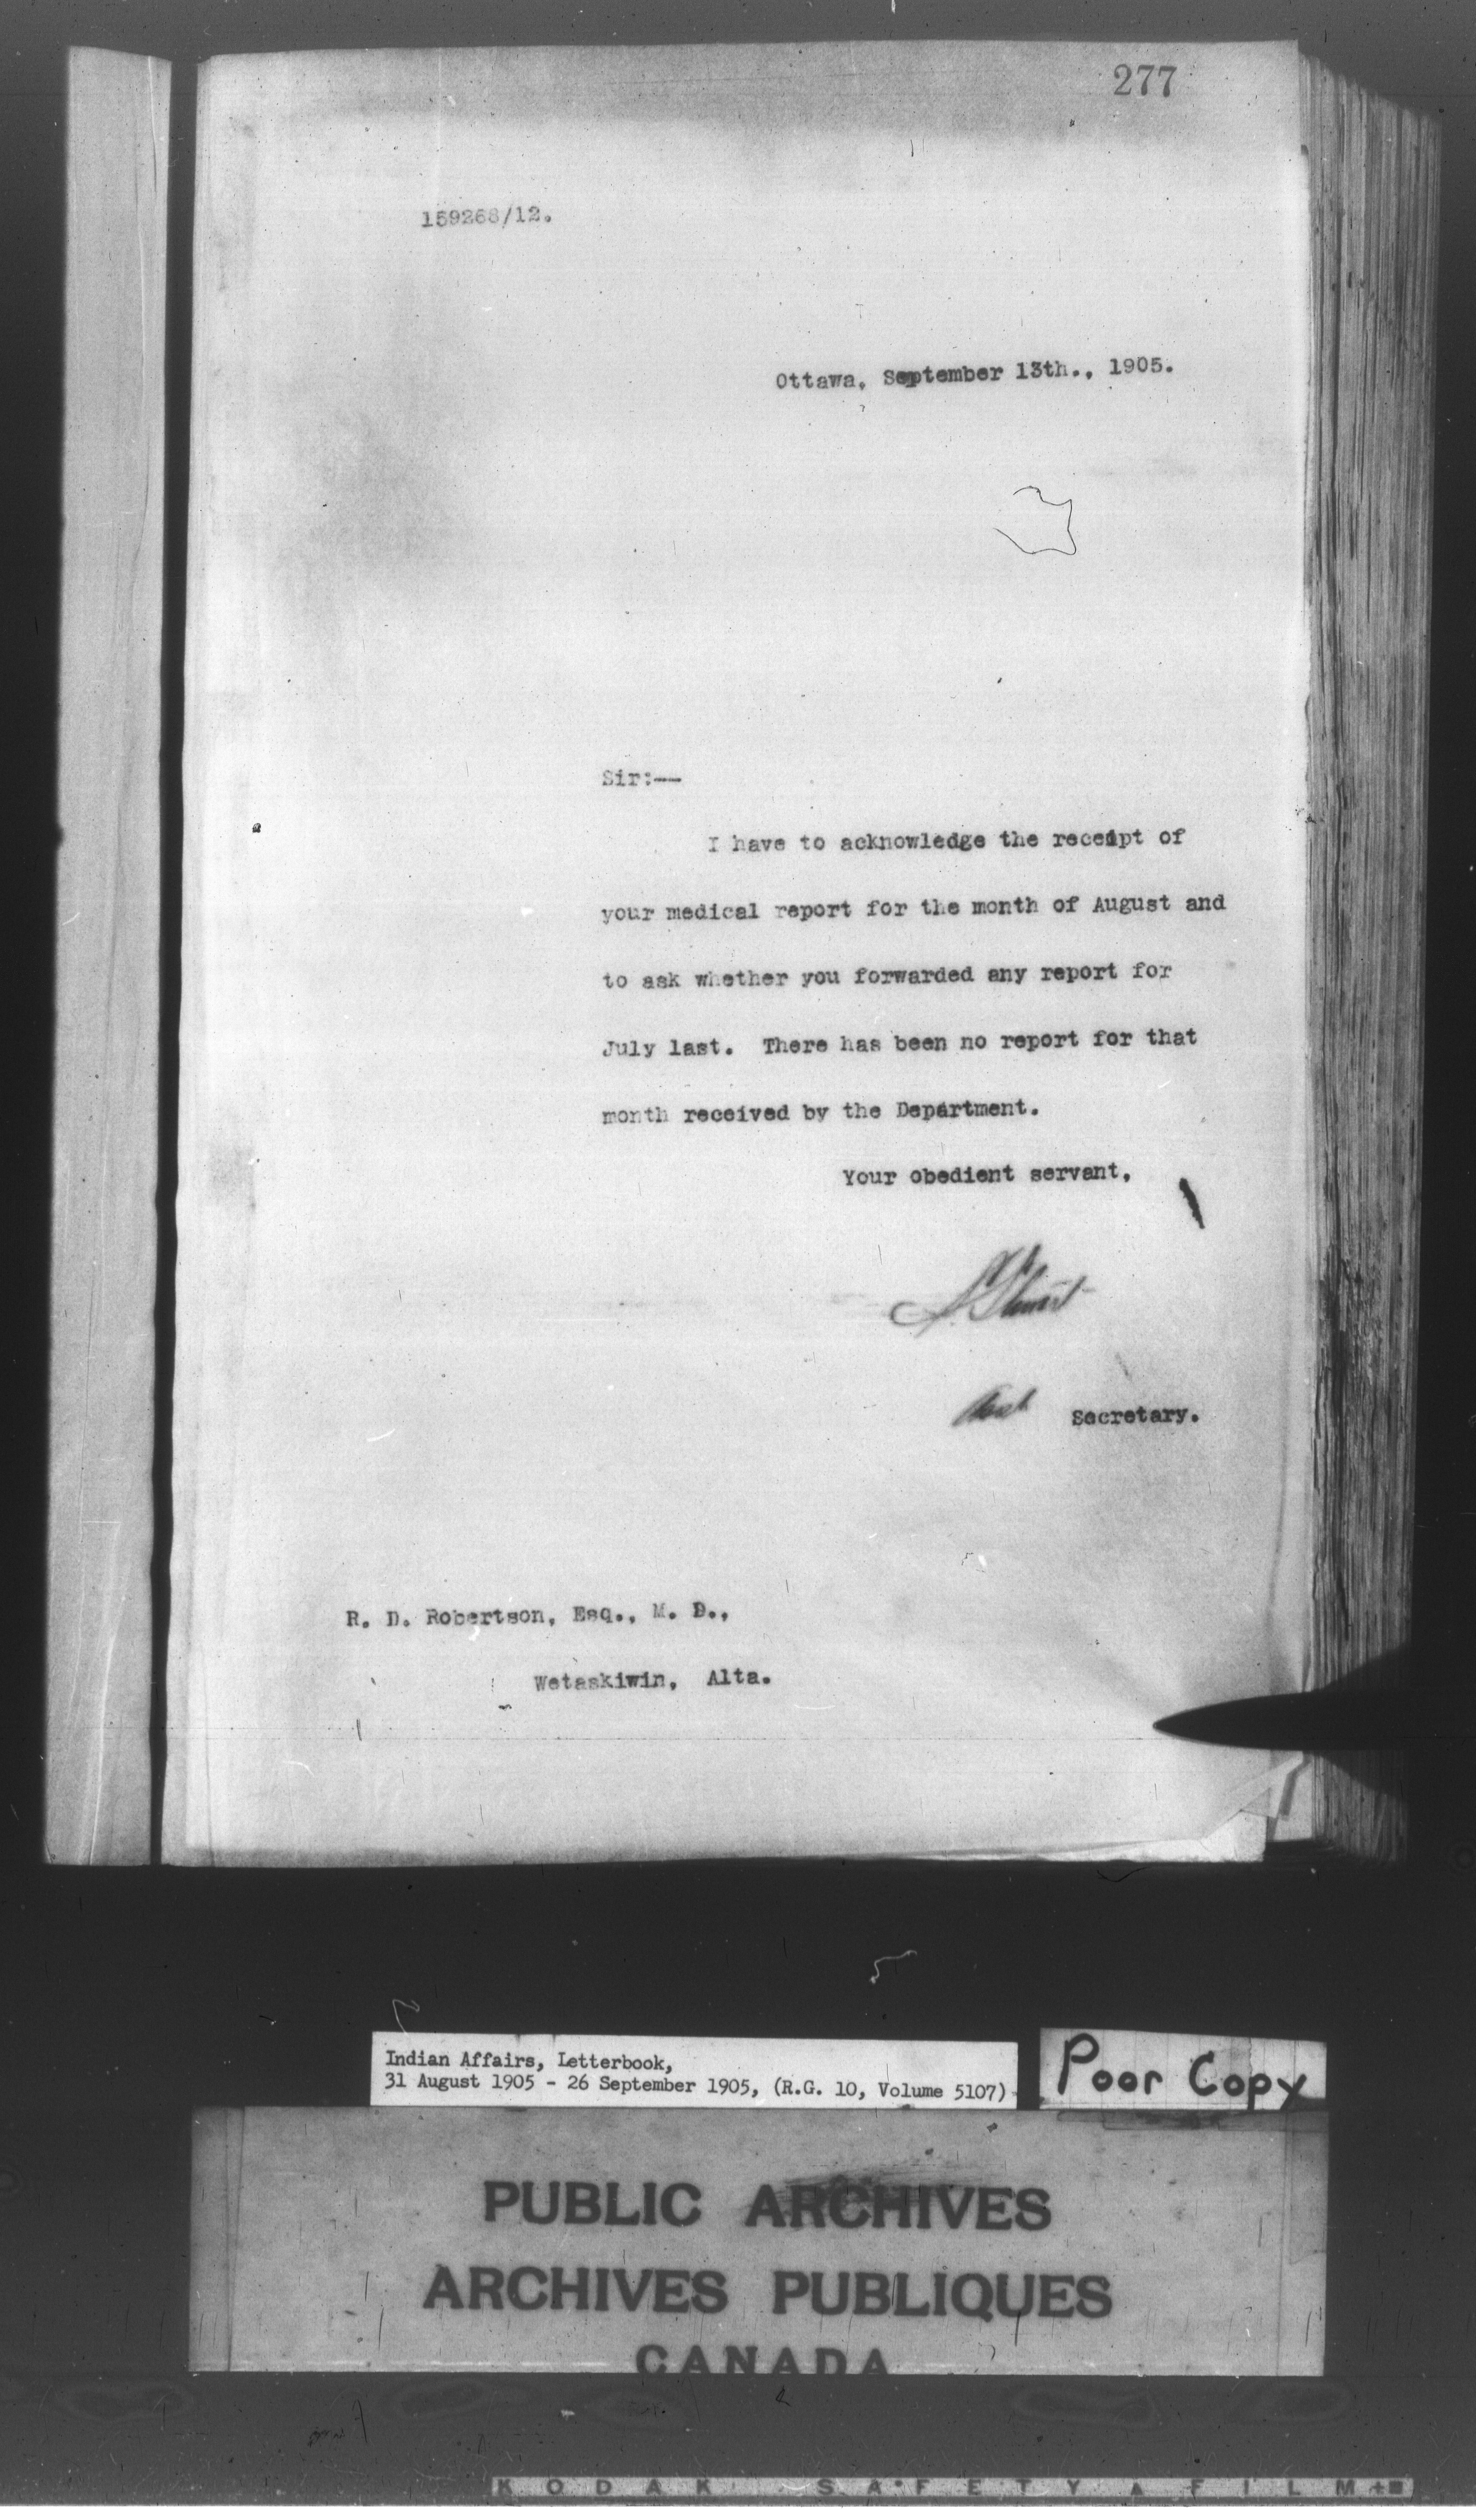 277
159268/12.
Ottawa, September 13th., 1905.
Sir:--
I have to acknowledge the receipt of
your medical report for the month of August and
to ask whether you forwarded any report for
July last. There has been no report for that
month received by the Department.
Your obedient servant,
S. Stewart
Asst Secretary.
R. D. Robertson, Esq., M. D.,
Wetaskiwin, Alta.
Indian Affairs, Letterbook,
31 August 1905 - 26 September 1905, (R.G. 10, Volume 5107)
Poor Copy
PUBLIC ARCHIVES
ARCHIVES PUBLIQUES
CANADA
KODAK SAFETY FILM